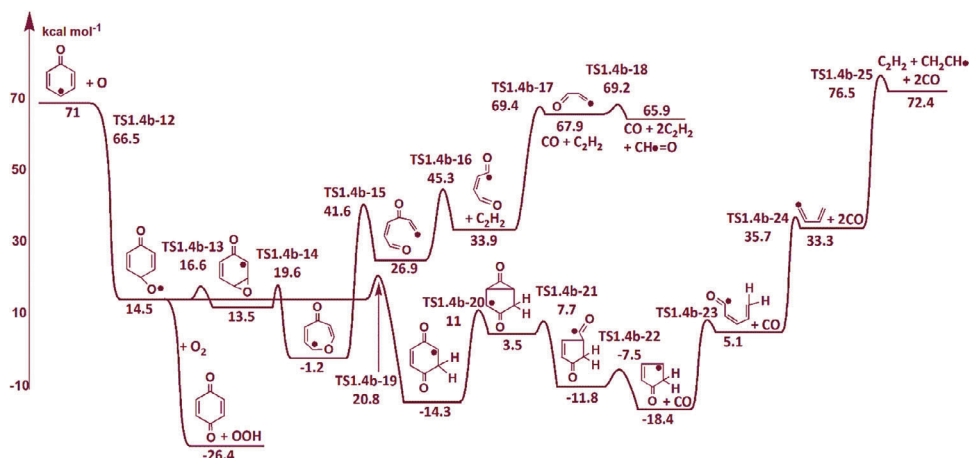 kcal mol⁻¹
70
50
30
10
-10
O
+ O
71
TS1.4b-12
66.5
O
O•
14.5
+ O₂
O
O
+ OOH
-26.4
TS1.4b-13
16.6
O
O
13.5
TS1.4b-14
19.6
O
O
-1.2
TS1.4b-15
41.6
O
O
26.9
TS1.4b-16
45.3
O
O
+ C₂H₂
33.9
TS1.4b-17
69.4
O
67.9
CO + C₂H₂
TS1.4b-18
69.2
65.9
CO + 2C₂H₂
+ CH•=O
TS1.4b-19
20.8
O
H
H
O
-14.3
TS1.4b-20
11
O
H
H
O
3.5
TS1.4b-21
7.7
O
H
H
O
-11.8
TS1.4b-22
-7.5
H
H
O
+ CO
-18.4
TS1.4b-23
8.1
O
H
H
+ CO
5.1
TS1.4b-24
35.7
+ 2CO
33.3
TS1.4b-25
76.5
C₂H₂ + CH₂CH•
+ 2CO
72.4